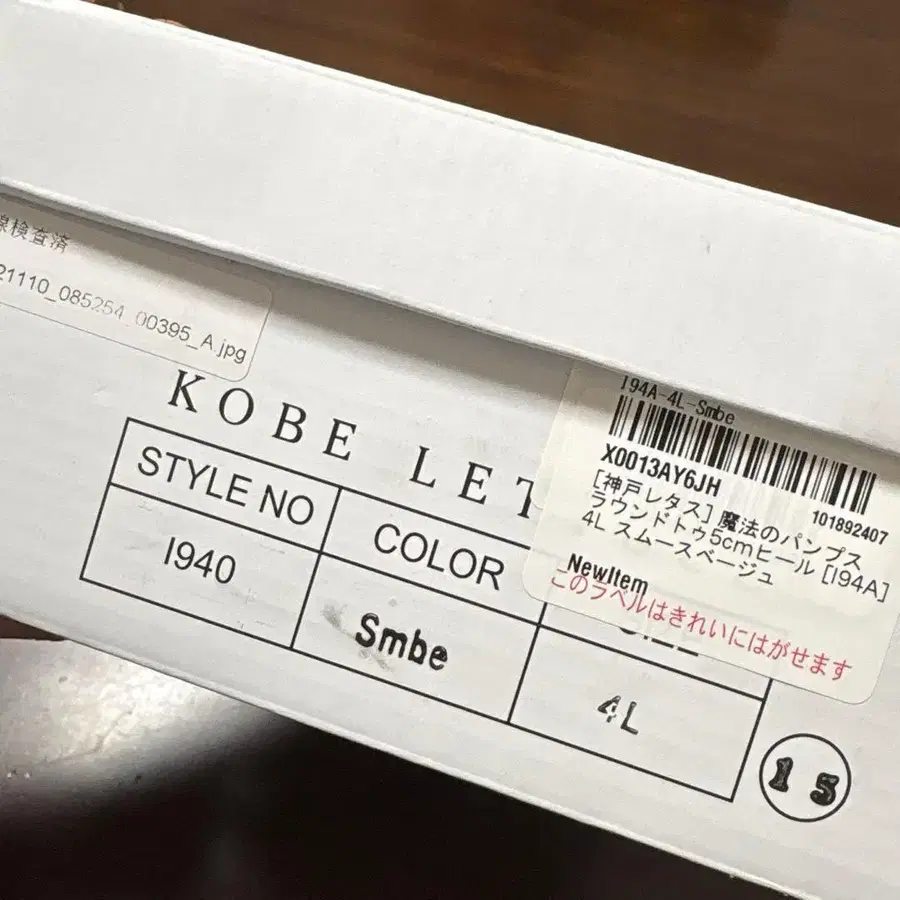 線検査済
21110_085254_00395_A.jpg
KOBE LET
STYLE NO
COLOR
I940
Smbe
4L
I94A-4L-Smbe
X0013AY6JH
101892407
[神戸レタス] 魔法のパンプス
ラウンドトゥ5cmヒール [I94A]
4L スムースベージュ
NewItem
このラベルはきれいにはがせます
1 5